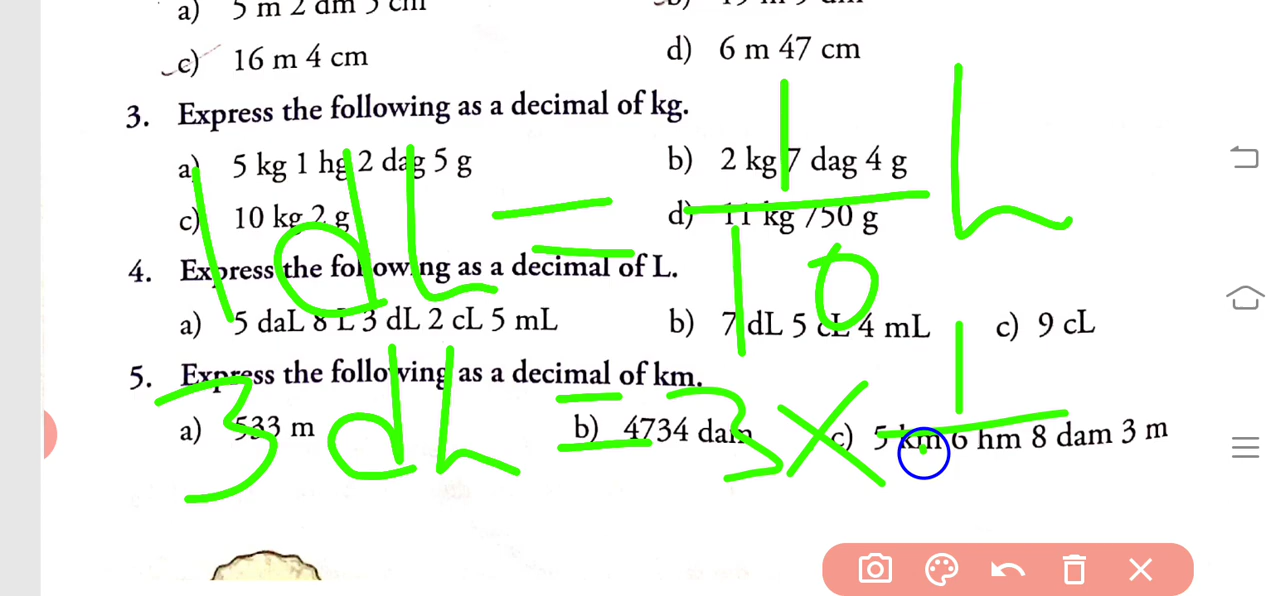 a) 5 m 2 dm 5 cm
c) 16 m 4 cm d) 6 m 47 cm
3. Express the following as a decimal of kg.
a) 5 kg 1 hg 2 dag 5 g b) 2 kg 7 dag 4 g
c) 10 kg 2 g d) 11 kg 750 g
1 dL = 1/10 L
4. Express the following as a decimal of L.
a) 5 daL 8 L 3 dL 2 cL 5 mL b) 7 dL 5 cL 4 mL c) 9 cL
5. Express the following as a decimal of km.
a) 533 m b) 4734 dam c) 5 km 6 hm 8 dam 3 m
3 dL = 3 × 1